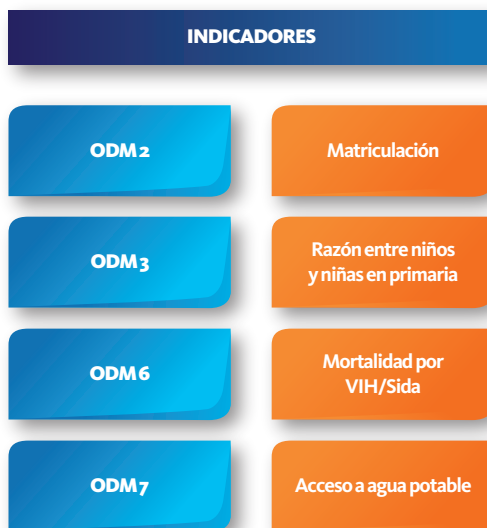 INDICADORES
ODM 2
Matriculación
ODM 3
Razón entre niños
y niñas en primaria
ODM 6
Mortalidad por
VIH/Sida
ODM 7
Acceso a agua potable